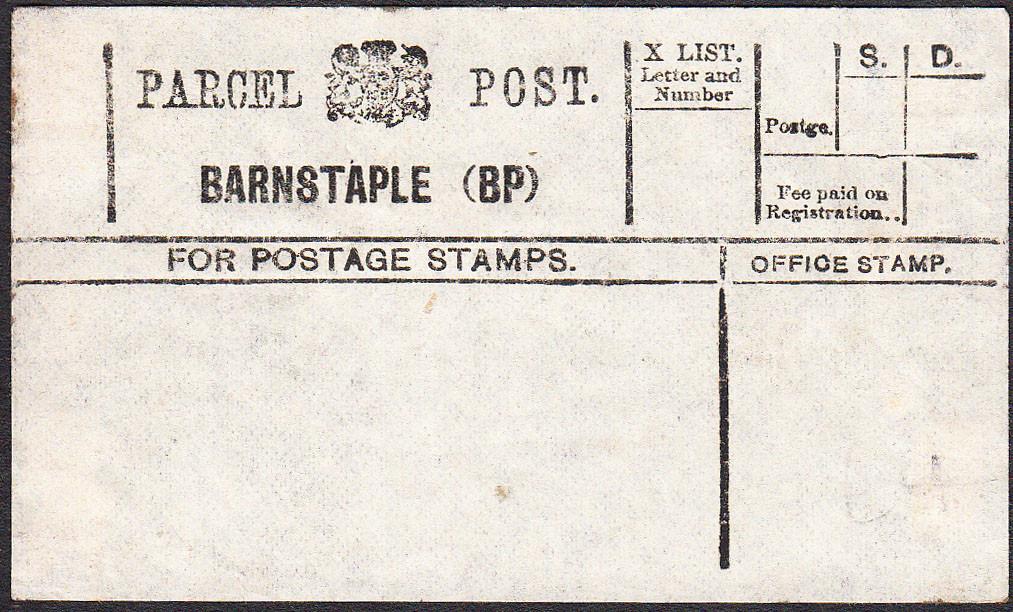 PARCEL POST.
BARNSTAPLE (BP)
X LIST.
Letter and
Number
S. D.
Postge.
Fee paid on
Registration..
FOR POSTAGE STAMPS.
OFFICE STAMP.